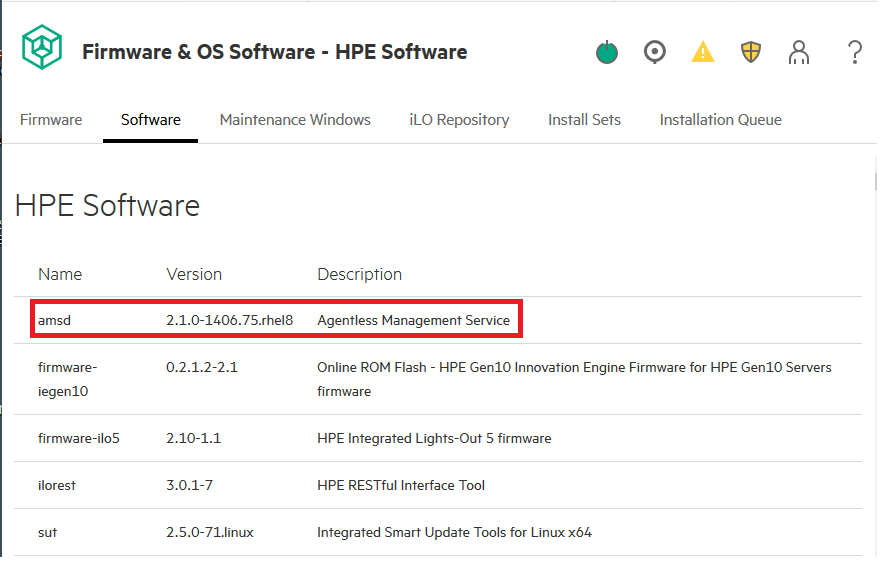 Firmware & OS Software - HPE Software
Firmware Software Maintenance Windows iLO Repository Install Sets Installation Queue
HPE Software
Name Version Description
amsd 2.1.0-1406.75.rhel8 Agentless Management Service
firmware- 0.2.1.2-2.1 Online ROM Flash - HPE Gen10 Innovation Engine Firmware for HPE Gen10 Servers
iegen10 firmware
firmware-ilo5 2.10-1.1 HPE Integrated Lights-Out 5 firmware
ilorest 3.0.1-7 HPE RESTful Interface Tool
sut 2.5.0-71.linux Integrated Smart Update Tools for Linux x64